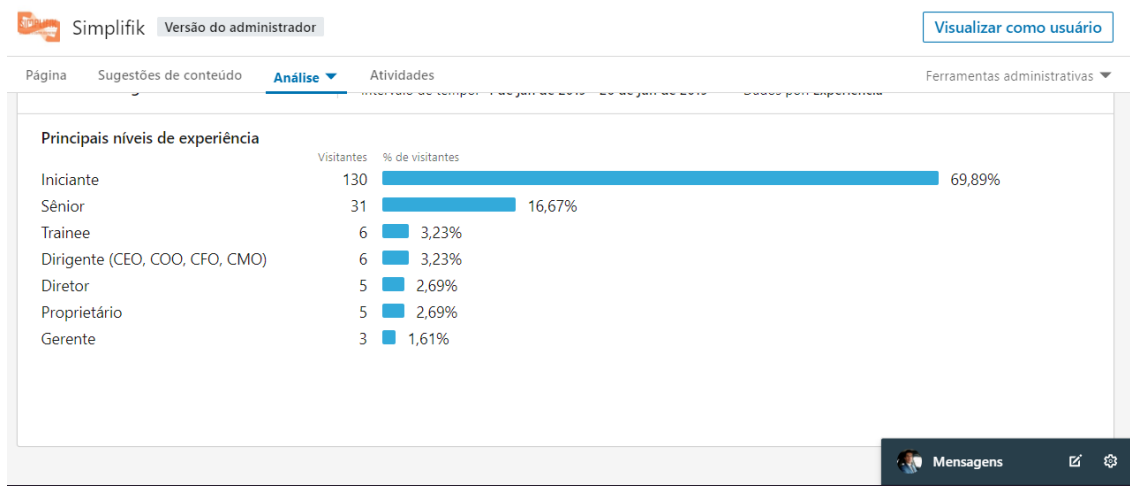 Simplifik Versão do administrador Visualizar como usuário
Página Sugestões de conteúdo Análise Atividades Ferramentas administrativas
Principais níveis de experiência
Visitantes % de visitantes
Iniciante 130 69,89%
Sênior 31 16,67%
Trainee 6 3,23%
Dirigente (CEO, COO, CFO, CMO) 6 3,23%
Diretor 5 2,69%
Proprietário 5 2,69%
Gerente 3 1,61%
Mensagens